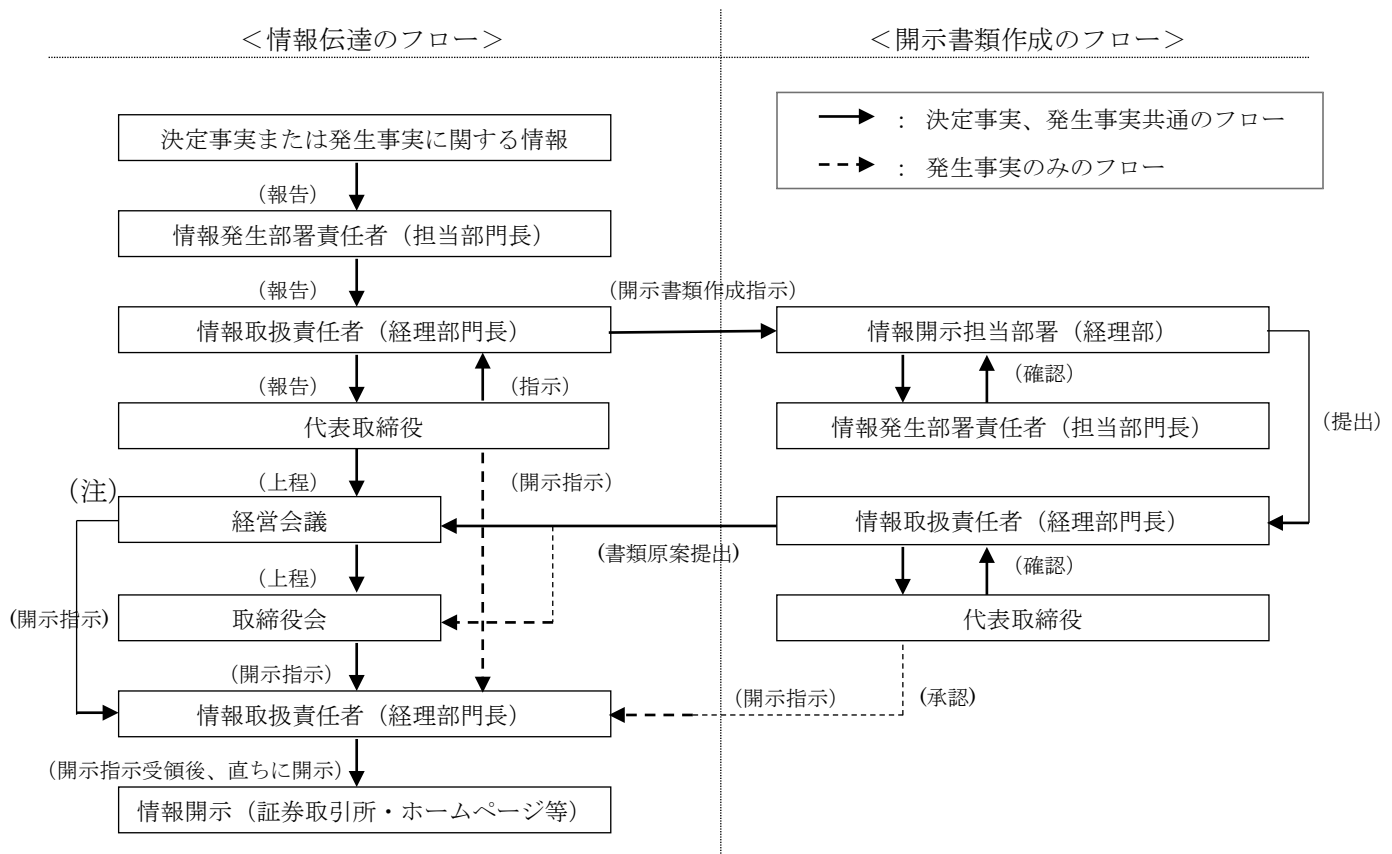 ＜情報伝達のフロー＞
＜開示書類作成のフロー＞
： 決定事実、発生事実共通のフロー
： 発生事実のみのフロー
決定事実または発生事実に関する情報
（報告）
情報発生部署責任者（担当部門長）
（報告）
（開示書類作成指示）
情報取扱責任者（経理部門長）
情報開示担当部署（経理部）
（報告）
（指示）
（確認）
代表取締役
情報発生部署責任者（担当部門長）
（提出）
（上程）
（開示指示）
（注）
経営会議
情報取扱責任者（経理部門長）
(書類原案提出)
（上程）
（確認）
(開示指示)
取締役会
代表取締役
（開示指示）
（開示指示）
(承認)
情報取扱責任者（経理部門長）
（開示指示受領後、直ちに開示）
情報開示（証券取引所・ホームページ等）